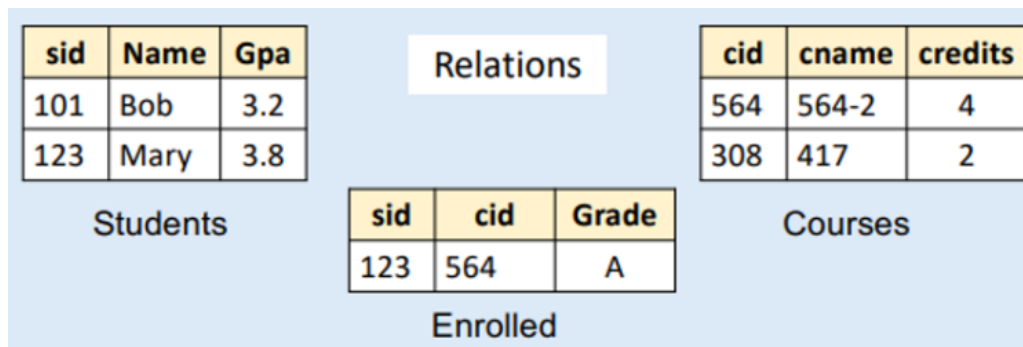 sid Name Gpa
101 Bob 3.2
123 Mary 3.8
Students
Relations
cid cname credits
564 564-2 4
308 417 2
Courses
sid cid Grade
123 564 A
Enrolled